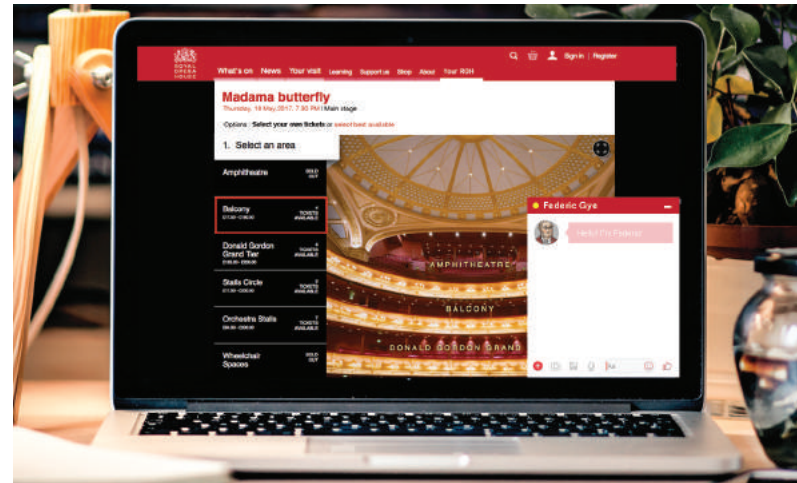 ROYAL
OPERA
HOUSE
What's on News Your visit Learning Support us Shop About Your ROH
Sign in | Register
Madama butterfly
Thursday, 18 May 2017, 7.30 PM | Main stage
Options : Select your own tickets or select best available
1. Select an area
Amphitheatre
SOLD
OUT
Balcony
TICKETS
AVAILABLE
Donald Gordon
Grand Tier
TICKETS
AVAILABLE
Stalls Circle
TICKETS
AVAILABLE
Orchestra Stalls
7
TICKETS
AVAILABLE
Wheelchair
Spaces
SOLD
OUT
AMPHITHEATRE
BALCONY
DONALD GORDON GRAND
Federic Gye
Hello! I'm Federic
Aa